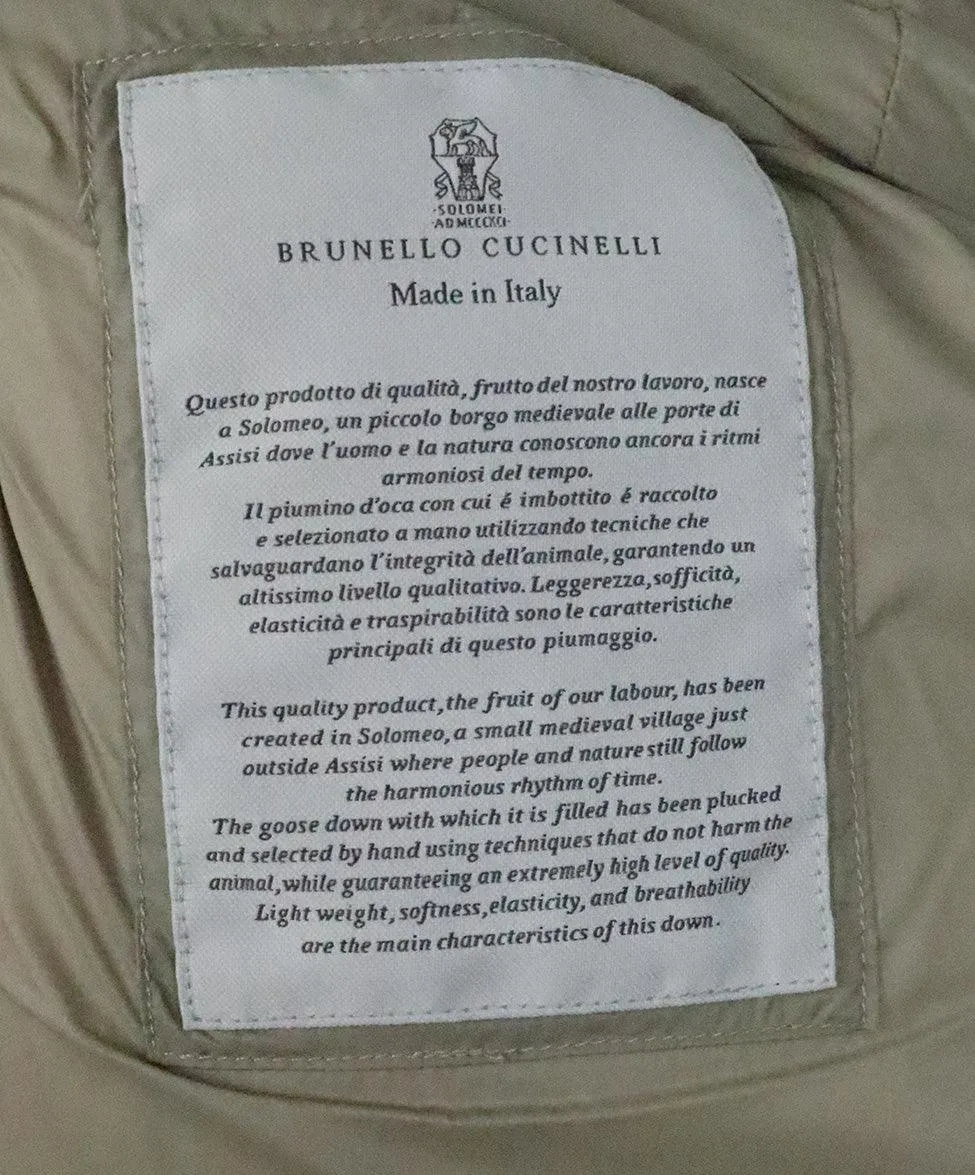 ·SOLOMEI·
·AD MCCCXCI·
BRUNELLO CUCINELLI
Made in Italy
Questo prodotto di qualità, frutto del nostro lavoro, nasce
a Solomeo, un piccolo borgo medievale alle porte di
Assisi dove l'uomo e la natura conoscono ancora i ritmi
armoniosi del tempo.
Il piumino d'oca con cui é imbottito é raccolto
e selezionato a mano utilizzando tecniche che
salvaguardano l'integrità dell'animale, garantendo un
altissimo livello qualitativo. Leggerezza, sofficità,
elasticità e traspirabilità sono le caratteristiche
principali di questo piumaggio.
This quality product, the fruit of our labour, has been
created in Solomeo, a small medieval village just
outside Assisi where people and nature still follow
the harmonious rhythm of time.
The goose down with which it is filled has been plucked
and selected by hand using techniques that do not harm the
animal, while guaranteeing an extremely high level of quality.
Light weight, softness, elasticity, and breathability
are the main characteristics of this down.